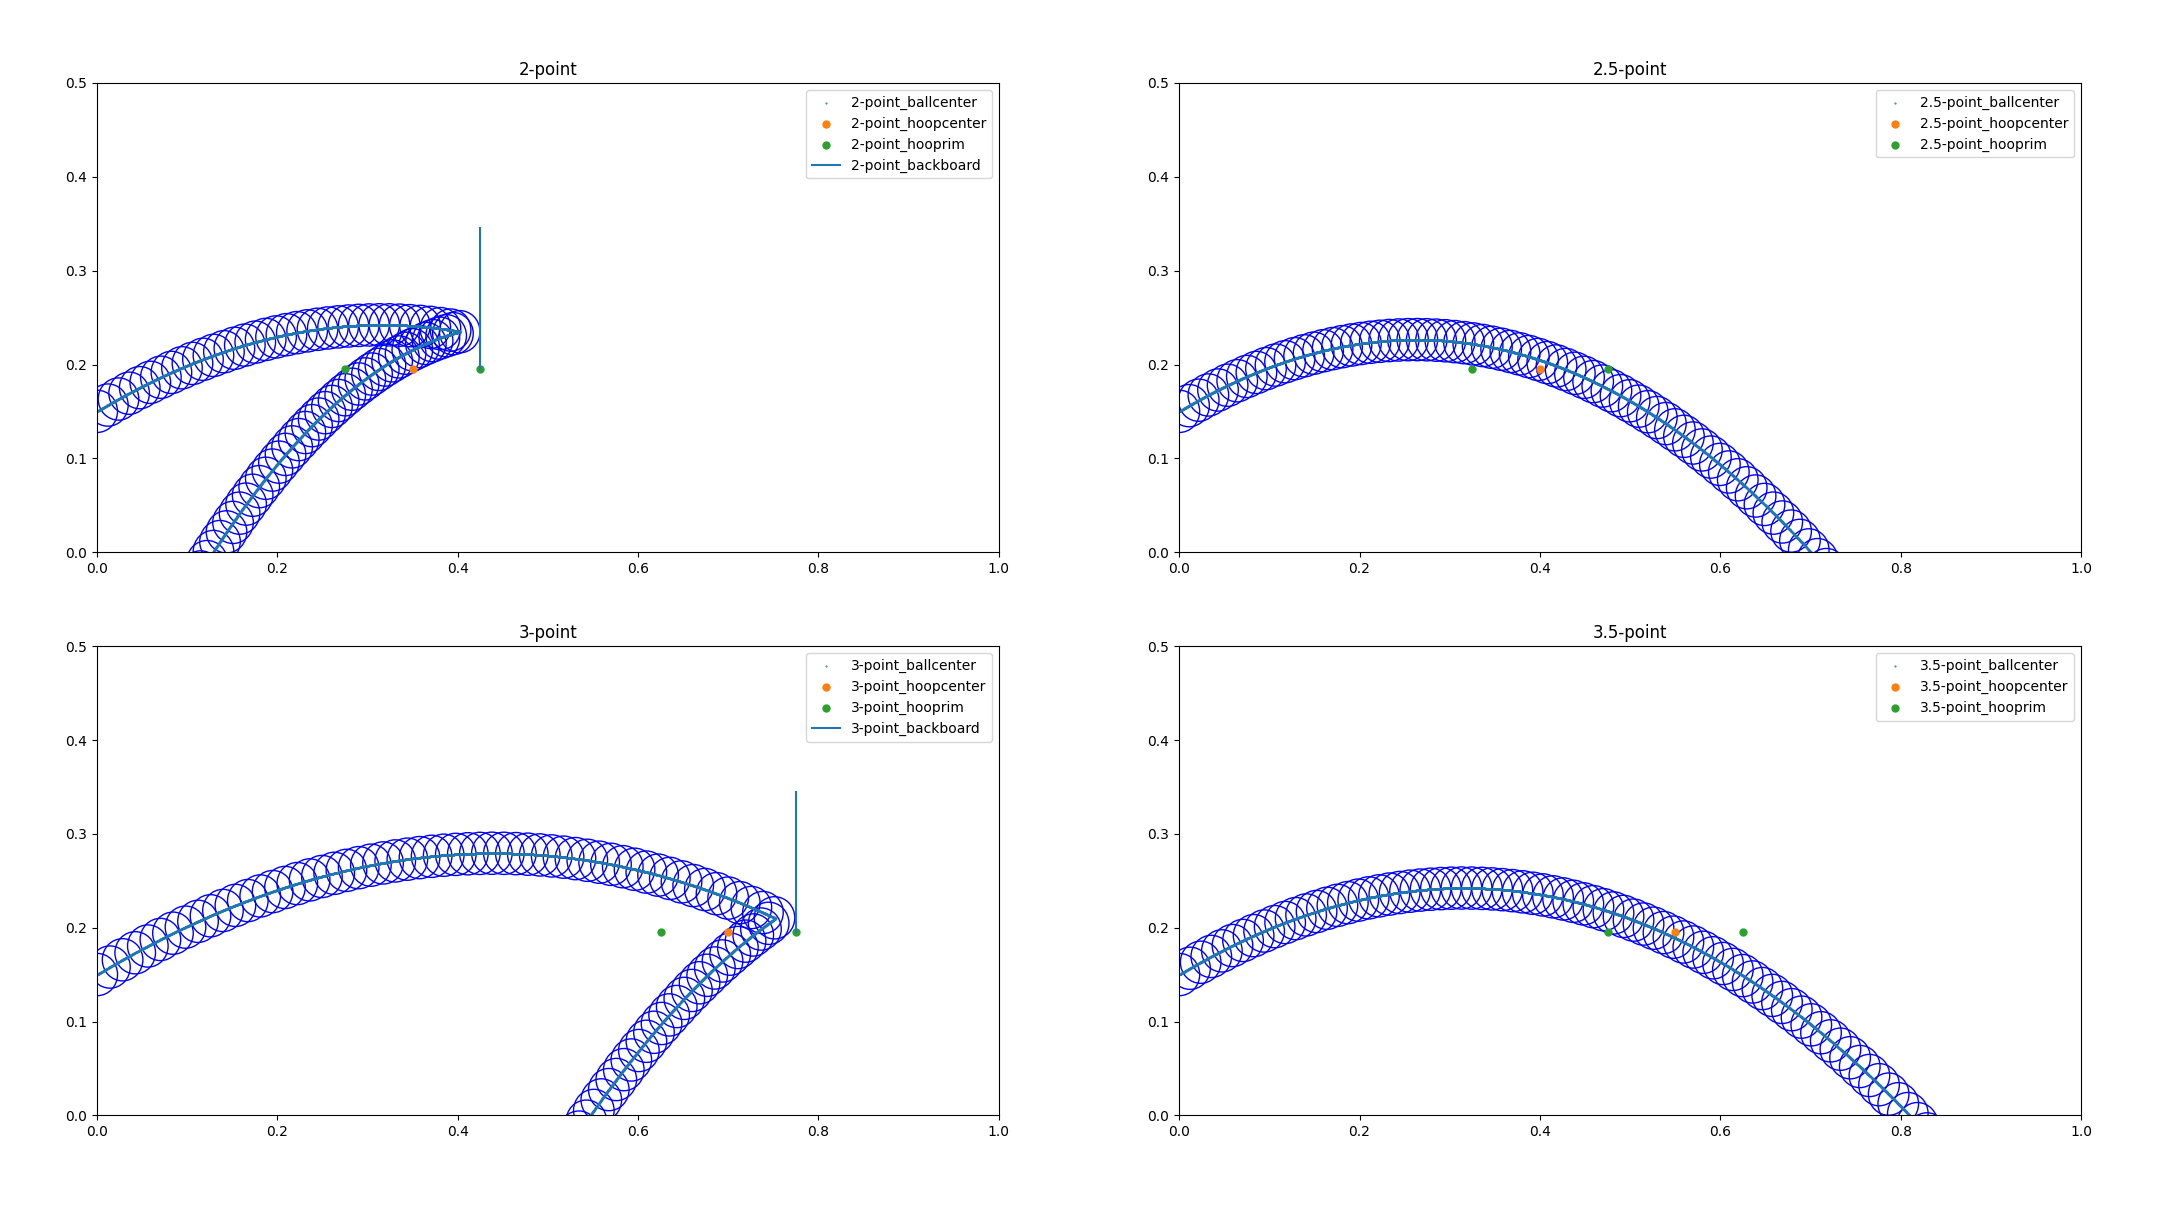 2-point
0.5
0.4
0.3
0.2
0.1
0.0
0.0 0.2 0.4 0.6 0.8 1.0
2-point_ballcenter
2-point_hoopcenter
2-point_hooprim
2-point_backboard
2.5-point
0.5
0.4
0.3
0.2
0.1
0.0
0.0 0.2 0.4 0.6 0.8 1.0
2.5-point_ballcenter
2.5-point_hoopcenter
2.5-point_hooprim
3-point
0.5
0.4
0.3
0.2
0.1
0.0
0.0 0.2 0.4 0.6 0.8 1.0
3-point_ballcenter
3-point_hoopcenter
3-point_hooprim
3-point_backboard
3.5-point
0.5
0.4
0.3
0.2
0.1
0.0
0.0 0.2 0.4 0.6 0.8 1.0
3.5-point_ballcenter
3.5-point_hoopcenter
3.5-point_hooprim